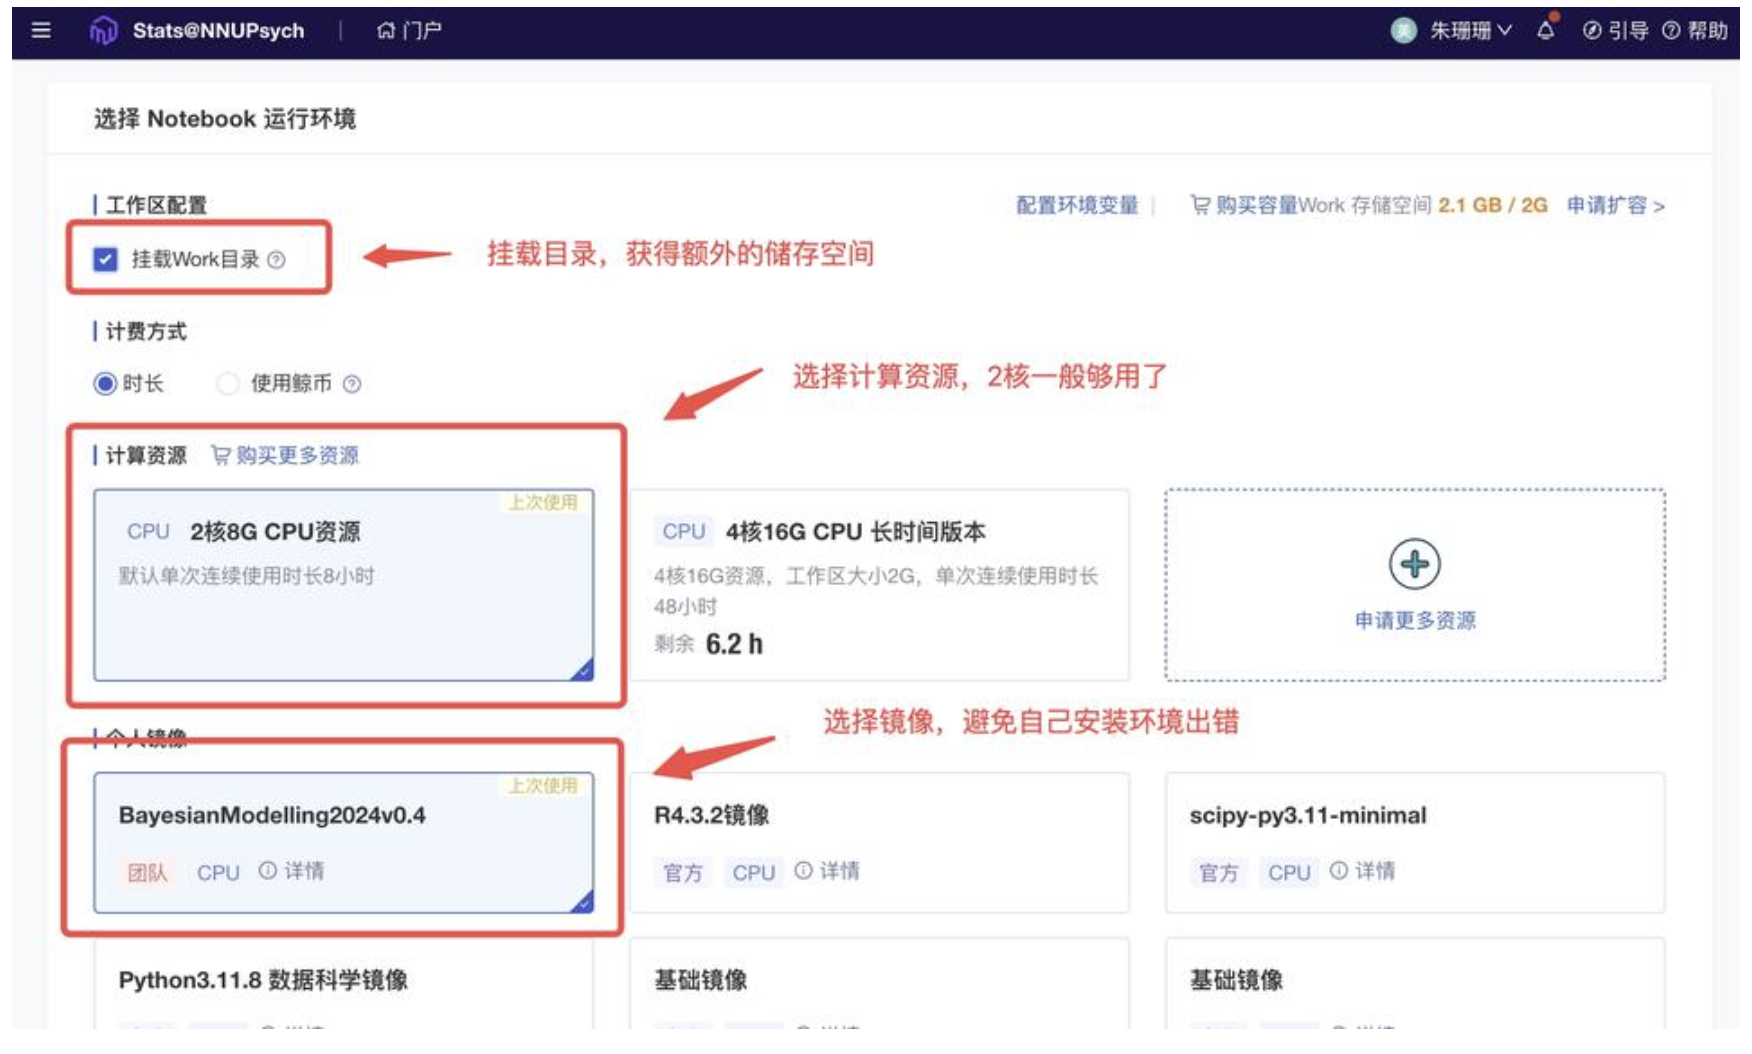 Stats@NNUPsych 门户 朱珊珊 引导 帮助
选择 Notebook 运行环境
工作区配置 配置环境变量 购买容量Work 存储空间 2.1 GB / 2G 申请扩容 >
挂载Work目录
挂载目录，获得额外的储存空间
计费方式
时长 使用鲸币
选择计算资源，2核一般够用了
计算资源 购买更多资源
上次使用
CPU 2核8G CPU资源
默认单次连续使用时长8小时
CPU 4核16G CPU 长时间版本
4核16G资源，工作区大小2G，单次连续使用时长
48小时
剩余 6.2 h
申请更多资源
选择镜像，避免自己安装环境出错
个人镜像
上次使用
BayesianModelling2024v0.4
团队 CPU 详情
R4.3.2镜像
官方 CPU 详情
scipy-py3.11-minimal
官方 CPU 详情
Python3.11.8 数据科学镜像
基础镜像
基础镜像